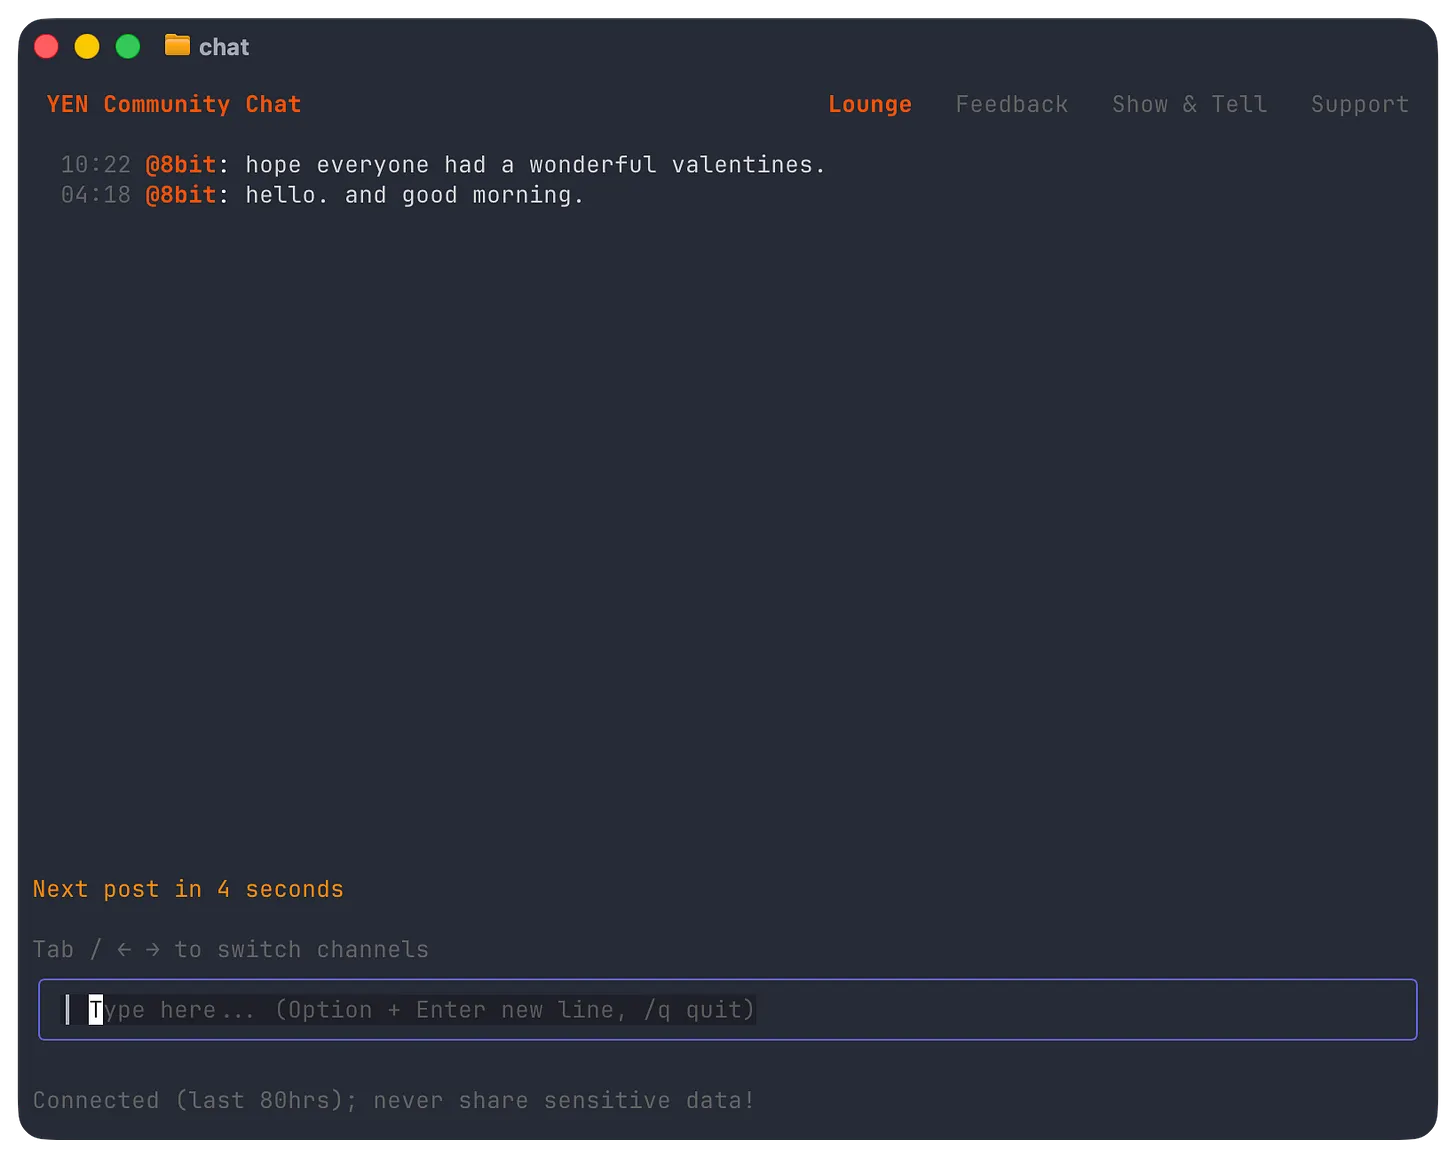 chat
YEN Community Chat Lounge Feedback Show & Tell Support
10:22 @8bit: hope everyone had a wonderful valentines.
04:18 @8bit: hello. and good morning.
Next post in 4 seconds
Tab / ← → to switch channels
Type here... (Option + Enter new line, /q quit)
Connected (last 80hrs); never share sensitive data!